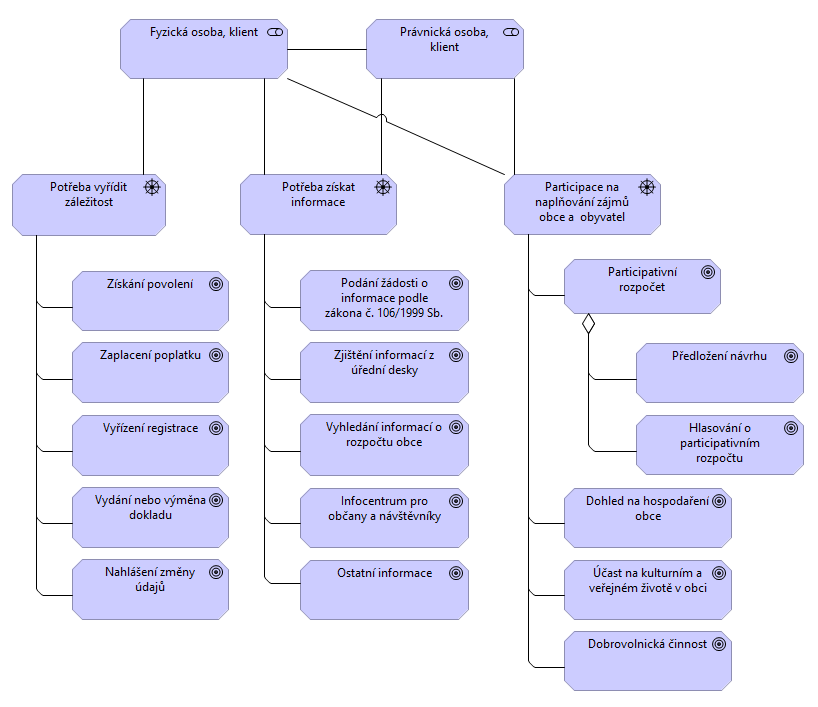 Fyzická osoba, klient
Právnická osoba,
klient
Potřeba vyřídit
záležitost
Potřeba získat
informace
Participace na
naplňování zájmů
obce a obyvatel
Získání povolení
Zaplacení poplatku
Vyřízení registrace
Vydání nebo výměna
dokladu
Nahlášení změny
údajů
Podání žádosti o
informace podle
zákona č. 106/1999 Sb.
Zjištění informací z
úřední desky
Vyhledání informací o
rozpočtu obce
Infocentrum pro
občany a návštěvníky
Ostatní informace
Participativní
rozpočet
Předložení návrhu
Hlasování o
participativním
rozpočtu
Dohled na hospodaření
obce
Účast na kulturním a
veřejném životě v obci
Dobrovolnická činnost